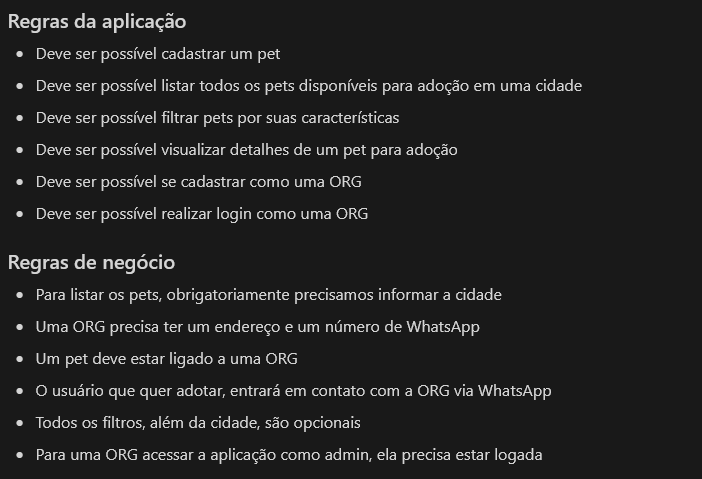 Regras da aplicação
• Deve ser possível cadastrar um pet
• Deve ser possível listar todos os pets disponíveis para adoção em uma cidade
• Deve ser possível filtrar pets por suas características
• Deve ser possível visualizar detalhes de um pet para adoção
• Deve ser possível se cadastrar como uma ORG
• Deve ser possível realizar login como uma ORG
Regras de negócio
• Para listar os pets, obrigatoriamente precisamos informar a cidade
• Uma ORG precisa ter um endereço e um número de WhatsApp
• Um pet deve estar ligado a uma ORG
• O usuário que quer adotar, entrará em contato com a ORG via WhatsApp
• Todos os filtros, além da cidade, são opcionais
• Para uma ORG acessar a aplicação como admin, ela precisa estar logada